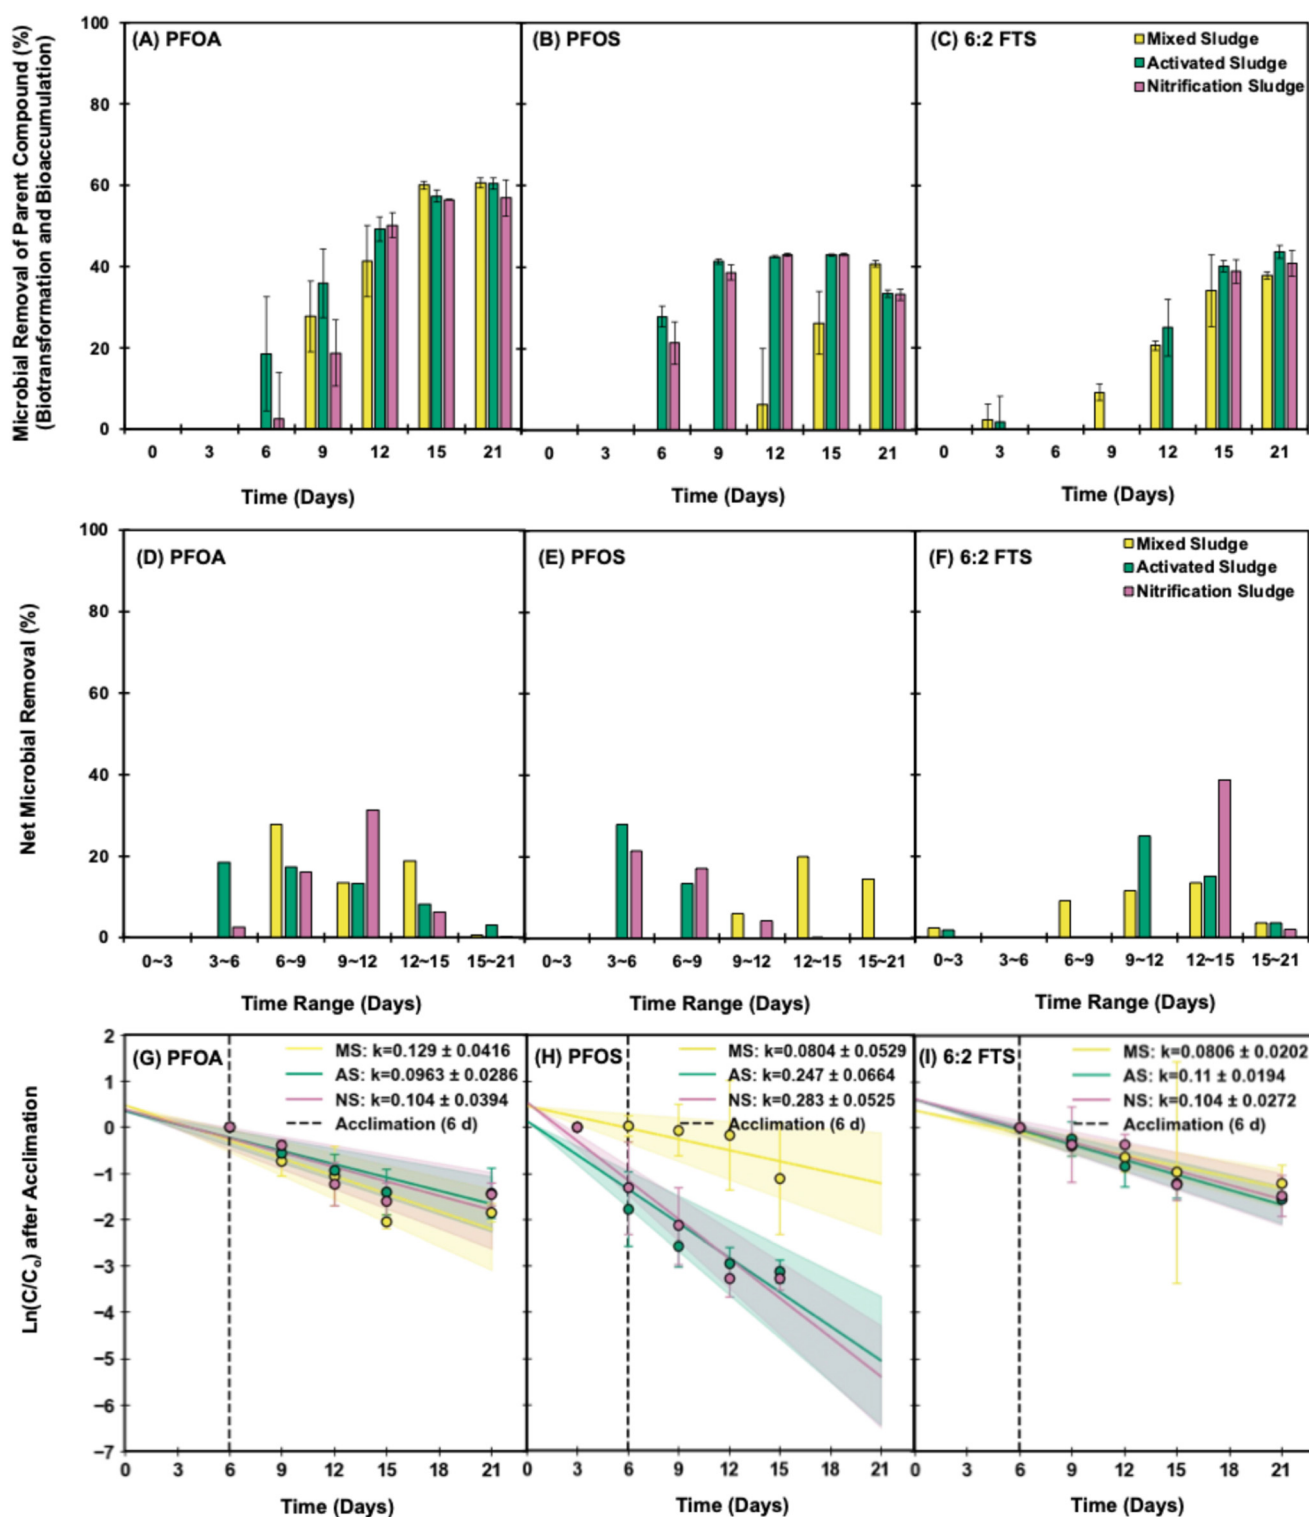 Microbial Removal of Parent Compound (%)
(Biotransformation and Bioaccumulation)
100
80
60
40
20
0
(A) PFOA
0 3 6 9 12 15 21
Time (Days)
(B) PFOS
0 3 6 9 12 15 21
Time (Days)
(C) 6:2 FTS
Mixed Sludge
Activated Sludge
Nitrification Sludge
0 3 6 9 12 15 21
Time (Days)
Net Microbial Removal (%)
100
80
60
40
20
0
(D) PFOA
0~3 3~6 6~9 9~12 12~15 15~21
Time Range (Days)
(E) PFOS
0~3 3~6 6~9 9~12 12~15 15~21
Time Range (Days)
(F) 6:2 FTS
Mixed Sludge
Activated Sludge
Nitrification Sludge
0~3 3~6 6~9 9~12 12~15 15~21
Time Range (Days)
Ln(C/C₀) after Acclimation
2
1
0
−1
−2
−3
−4
−5
−6
−7
(G) PFOA
MS: k=0.129 ± 0.0416
AS: k=0.0963 ± 0.0286
NS: k=0.104 ± 0.0394
Acclimation (6 d)
0 3 6 9 12 15 18 21
Time (Days)
(H) PFOS
MS: k=0.0804 ± 0.0529
AS: k=0.247 ± 0.0664
NS: k=0.283 ± 0.0525
Acclimation (6 d)
0 3 6 9 12 15 18 21
Time (Days)
(I) 6:2 FTS
MS: k=0.0806 ± 0.0202
AS: k=0.11 ± 0.0194
NS: k=0.104 ± 0.0272
Acclimation (6 d)
0 3 6 9 12 15 18 21
Time (Days)